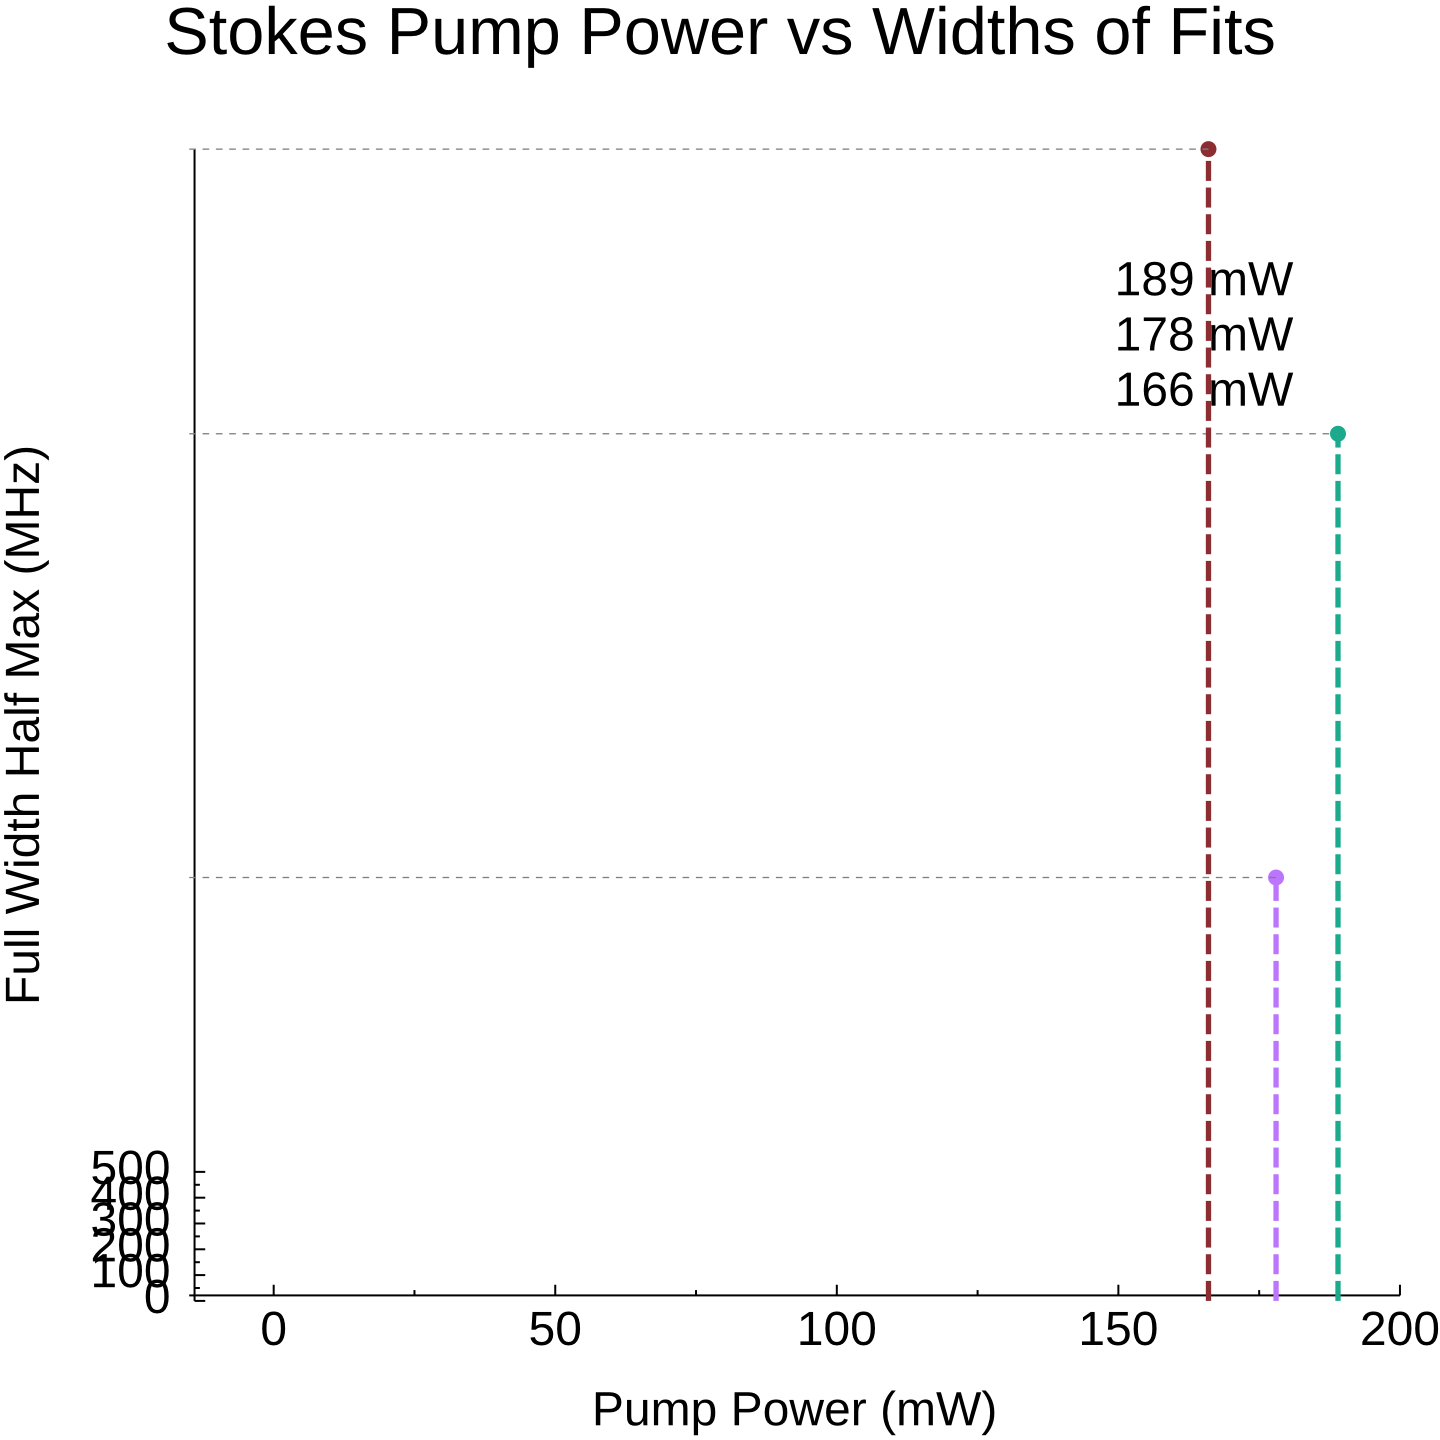 Stokes Pump Power vs Widths of Fits
189 mW
178 mW
166 mW
Full Width Half Max (MHz)
500
400
300
200
100
0
0 50 100 150 200
Pump Power (mW)